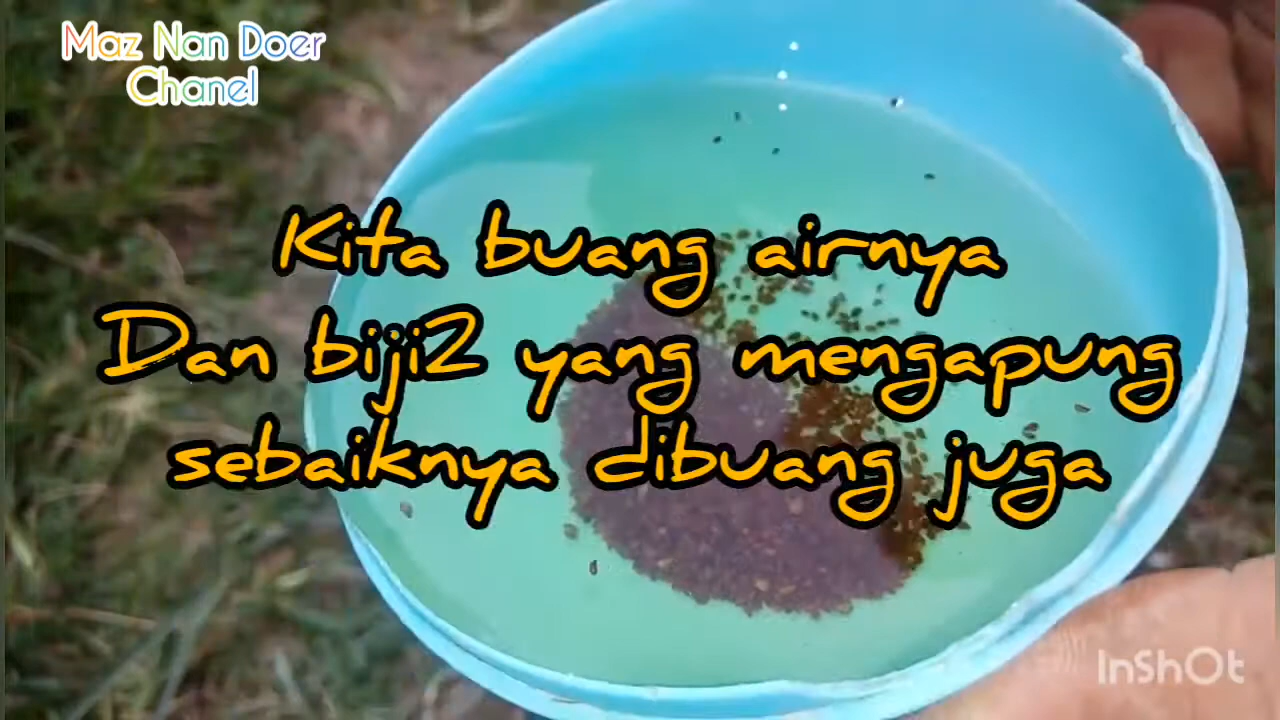 Maz Nan Doer
Chanel
Kita buang airnya
Dan biji2 yang mengapung
sebaiknya dibuang juga
InShOt